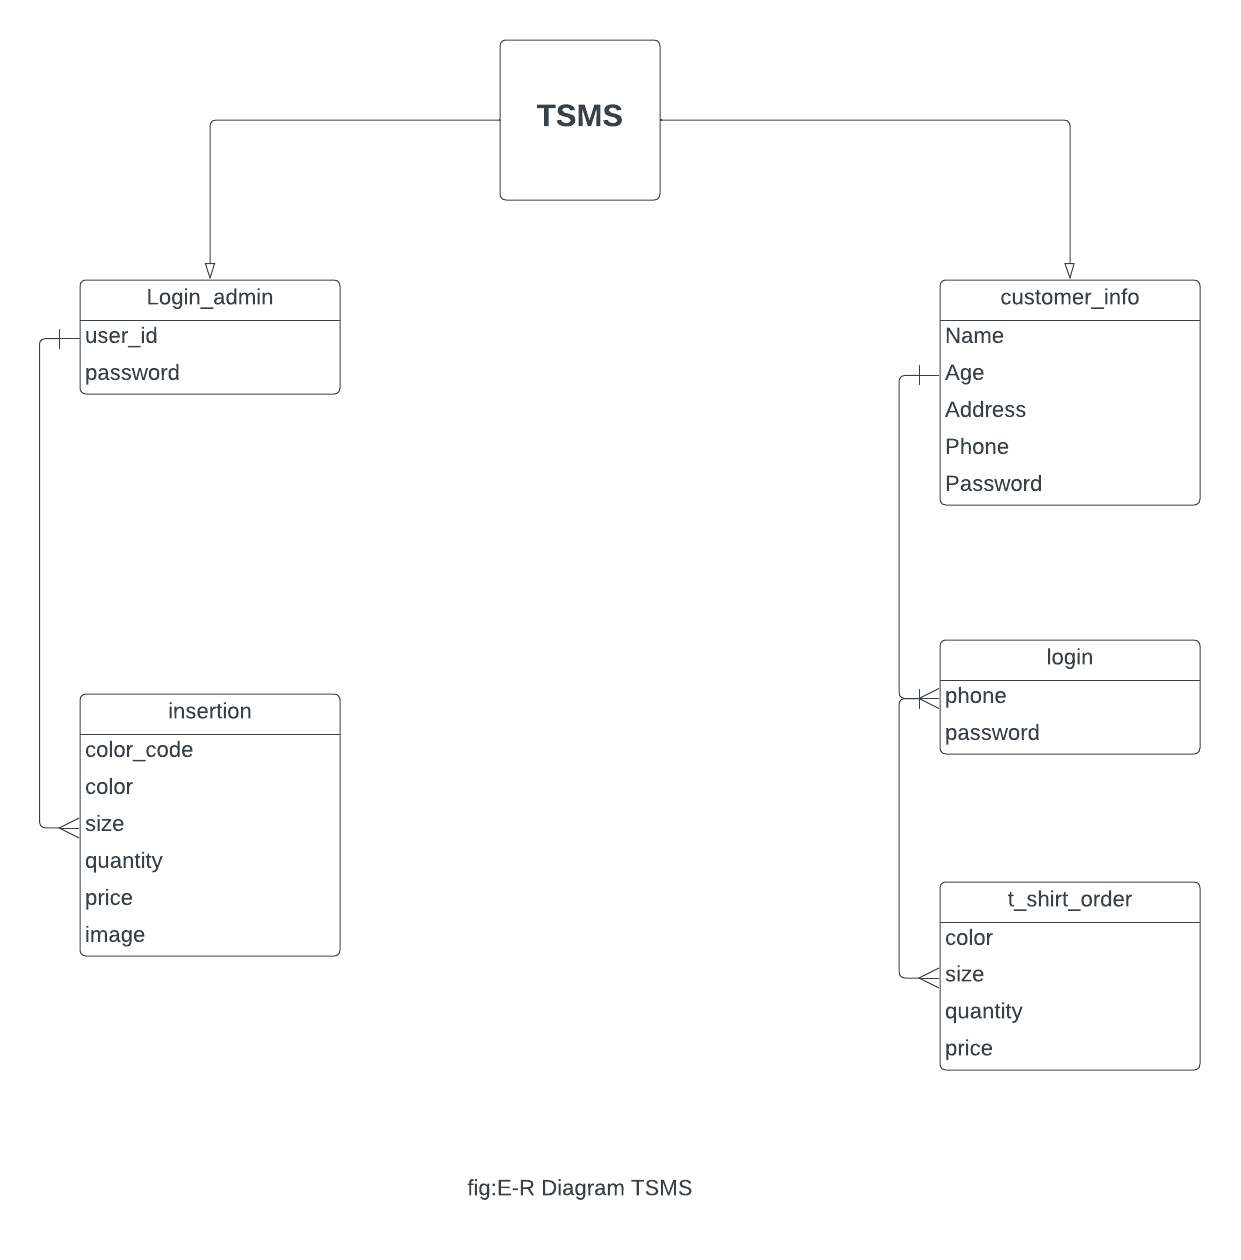 TSMS
Login_admin
user_id
password
customer_info
Name
Age
Address
Phone
Password
insertion
color_code
color
size
quantity
price
image
login
phone
password
t_shirt_order
color
size
quantity
price
fig:E-R Diagram TSMS